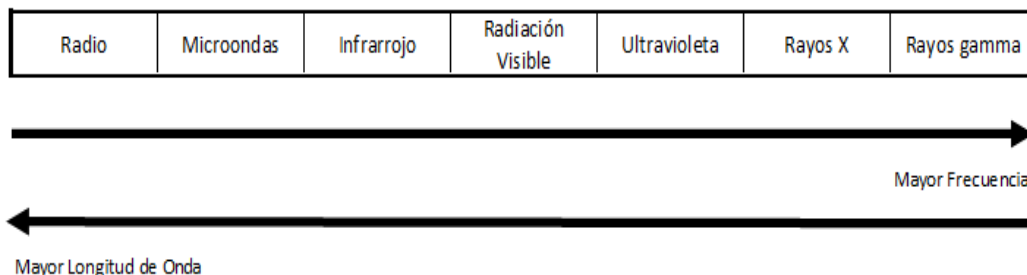 Radio Microondas Infrarrojo Radiación Visible Ultravioleta Rayos X Rayos gamma
Mayor Frecuencia
Mayor Longitud de Onda